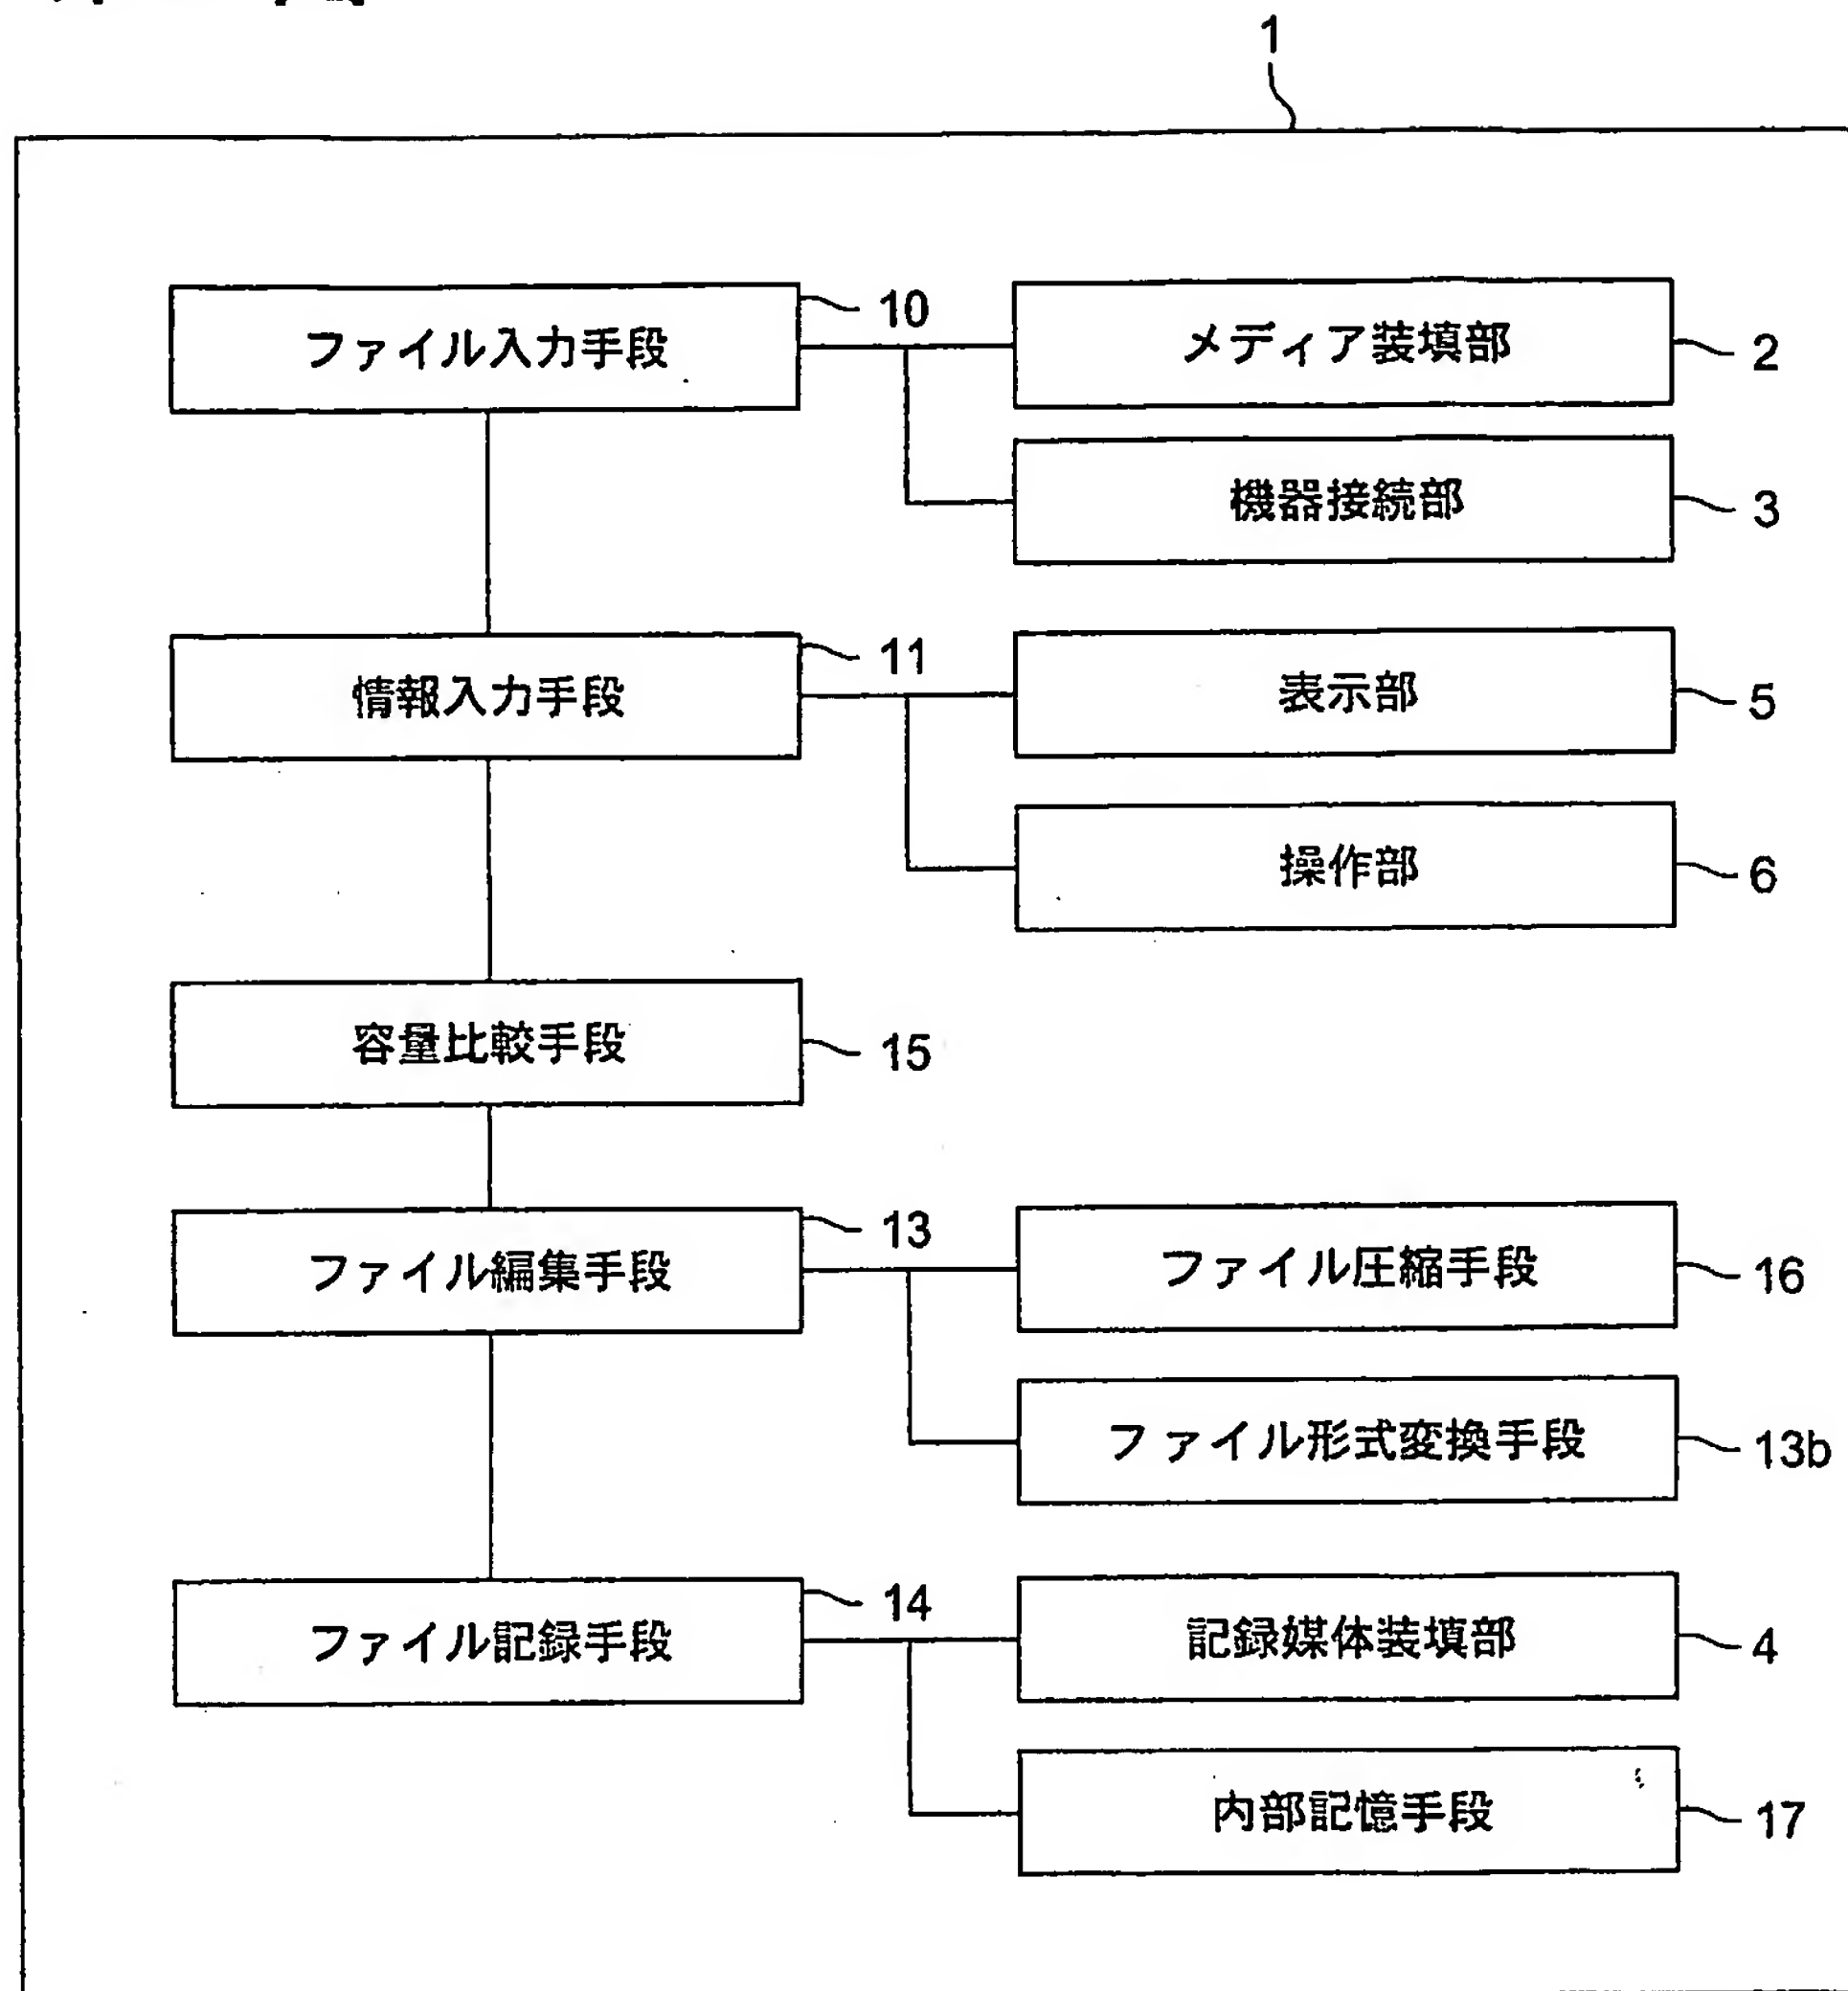 1
ファイル入力手段
10
メディア装填部
2
機器接続部
3
情報入力手段
11
表示部
5
操作部
6
容量比較手段
15
ファイル編集手段
13
ファイル圧縮手段
16
ファイル形式変換手段
13b
ファイル記録手段
14
記録媒体装填部
4
内部記憶手段
17